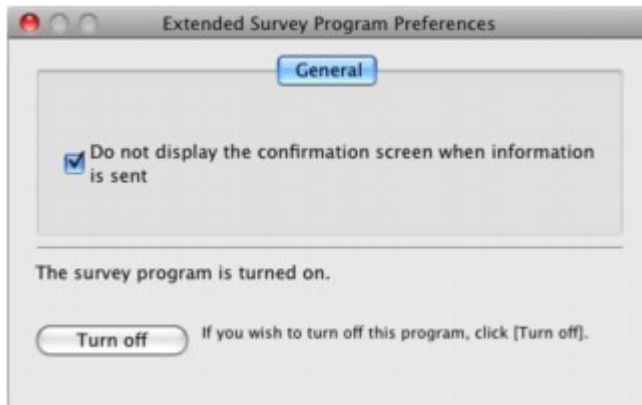 Extended Survey Program Preferences
General
Do not display the confirmation screen when information
is sent
The survey program is turned on.
Turn off
If you wish to turn off this program, click [Turn off].